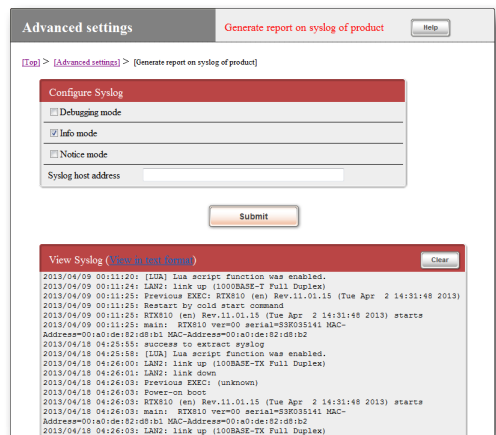 Advanced settings
Generate report on syslog of product
Help
[Top] > [Advanced settings] > [Generate report on syslog of product]
Configure Syslog
Debugging mode
Info mode
Notice mode
Syslog host address
Submit
View Syslog (View in text format)
Clear
2013/04/09 00:11:20: [LUA] Lua script function was enabled.
2013/04/09 00:11:24: LAN2: link up (1000BASE-T Full Duplex)
2013/04/09 00:11:25: Previous EXEC: RTX810 (en) Rev.11.01.15 (Tue Apr  2 14:31:48 2013)
2013/04/09 00:11:25: Restart by cold start command
2013/04/09 00:11:25: RTX810 (en) Rev.11.01.15 (Tue Apr  2 14:31:48 2013) starts
2013/04/09 00:11:25: main:  RTX810 ver=00 serial=S3K035141 MAC-
Address=00:a0:de:82:d8:b1 MAC-Address=00:a0:de:82:d8:b2
2013/04/18 04:25:55: success to extract syslog
2013/04/18 04:25:58: [LUA] Lua script function was enabled.
2013/04/18 04:26:00: LAN2: link up (100BASE-TX Full Duplex)
2013/04/18 04:26:01: LAN2: link down
2013/04/18 04:26:03: Previous EXEC: (unknown)
2013/04/18 04:26:03: Power-on boot
2013/04/18 04:26:03: RTX810 (en) Rev.11.01.15 (Tue Apr  2 14:31:48 2013) starts
2013/04/18 04:26:03: main:  RTX810 ver=00 serial=S3K035141 MAC-
Address=00:a0:de:82:d8:b1 MAC-Address=00:a0:de:82:d8:b2
2013/04/18 04:26:03: LAN2: link up (100BASE-TX Full Duplex)